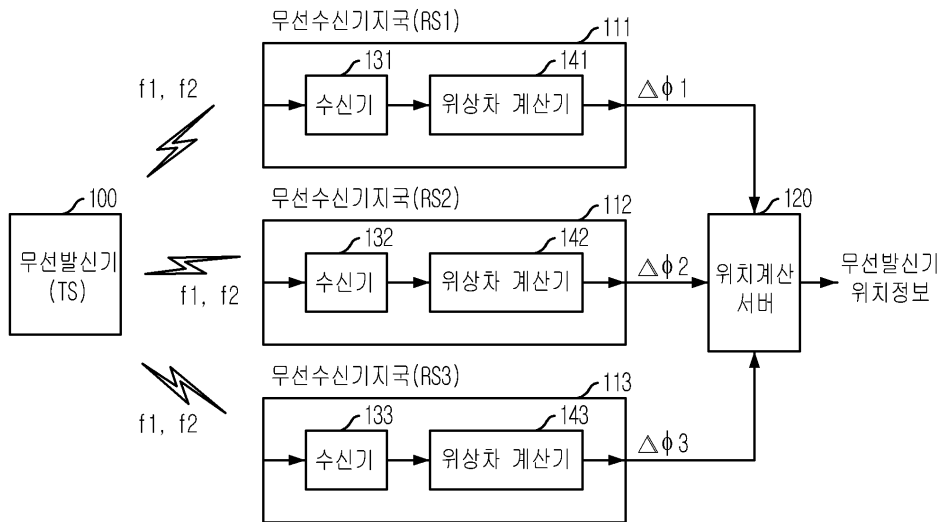 무선수신기지국(RS1)
111
131
141
f1, f2
수신기
위상차 계산기
△ϕ1
무선수신기지국(RS2)
100
112
120
132
142
무선발신기
(TS)
f1, f2
수신기
위상차 계산기
△ϕ2
위치계산
서버
무선발신기
위치정보
무선수신기지국(RS3)
113
133
143
f1, f2
수신기
위상차 계산기
△ϕ3